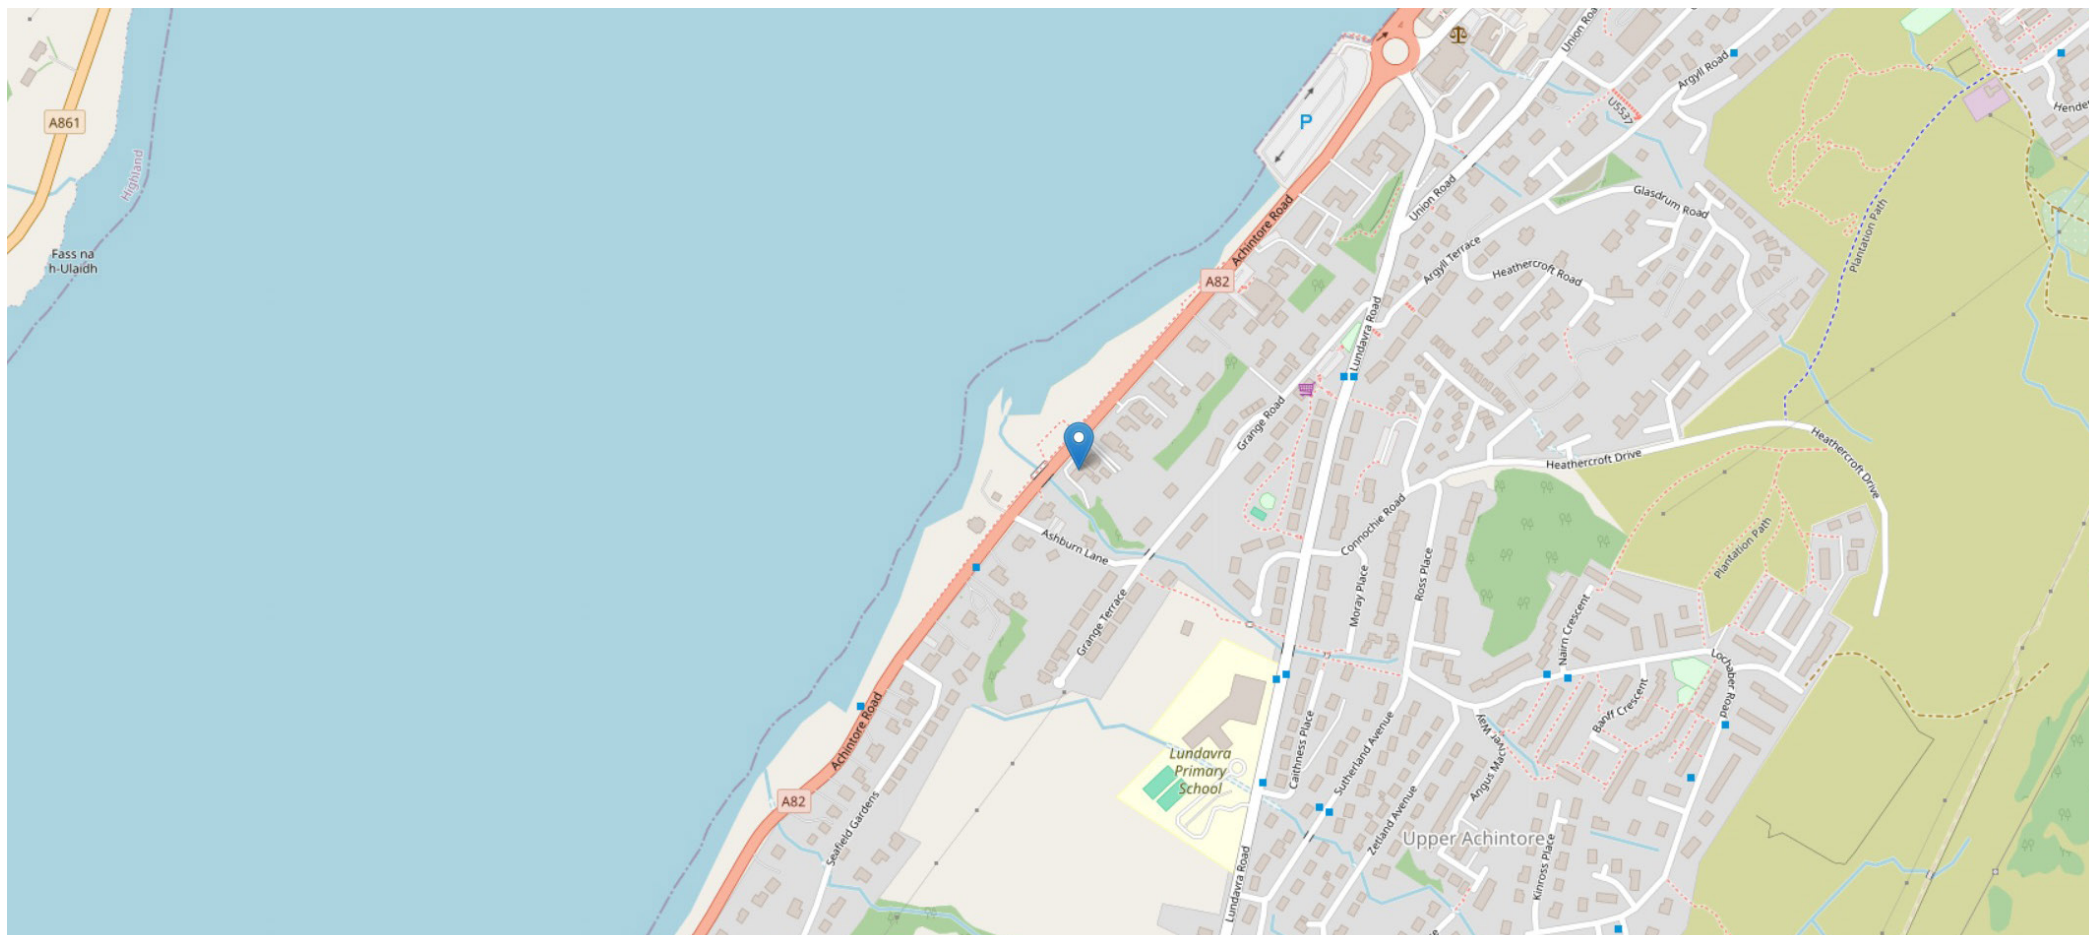 A861
Highland
Fass na
h-Ulaidh
P
Union Road
Argyll Road
U5537
Union Road
Glasdrum Road
Plantation Path
Achintore Road
A82
Argyll Terrace
Heathercroft Road
Lundavra Road
Grange Road
Heathercroft Drive
Heathercroft Drive
Connochie Road
Plantation Path
Ashburn Lane
Ross Place
Moray Place
Grange Terrace
Nairn Crescent
Lochaber Road
Banff Crescent
Achintore Road
Lundavra
Primary
School
Caithness Place
Sutherland Avenue
Angus MacIver Way
Zetland Avenue
A82
Seafield Gardens
Upper Achintore
Kinross Place
Lundavra Road